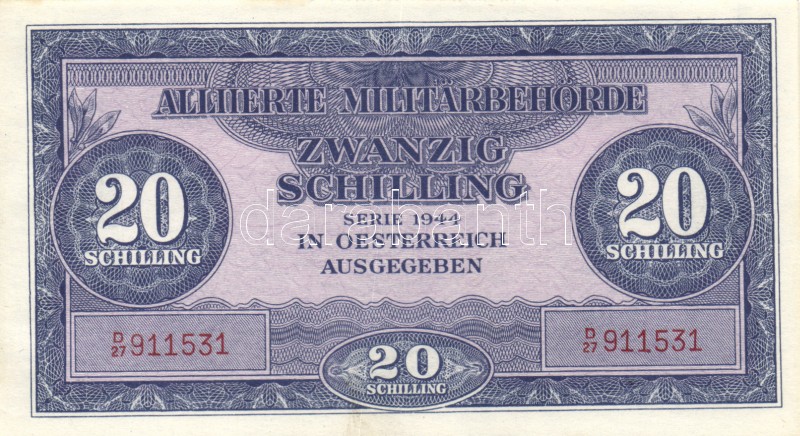 ALLIIERTE MILITÄRBEHÖRDE
ZWANZIG
SCHILLING
SERIE 1944
IN OESTERREICH
AUSGEGEBEN
20
SCHILLING
20
SCHILLING
D/27 911531
D/27 911531
20
SCHILLING
darabanth